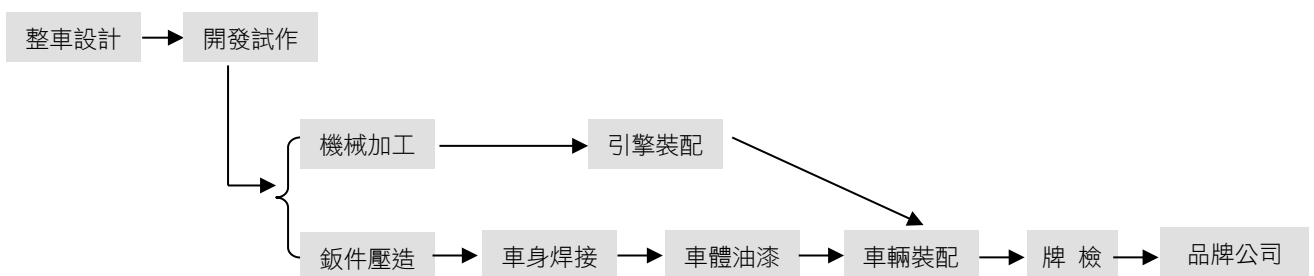 整車設計
開發試作
機械加工
引擎裝配
鈑件壓造
車身焊接
車體油漆
車輛裝配
牌 檢
品牌公司